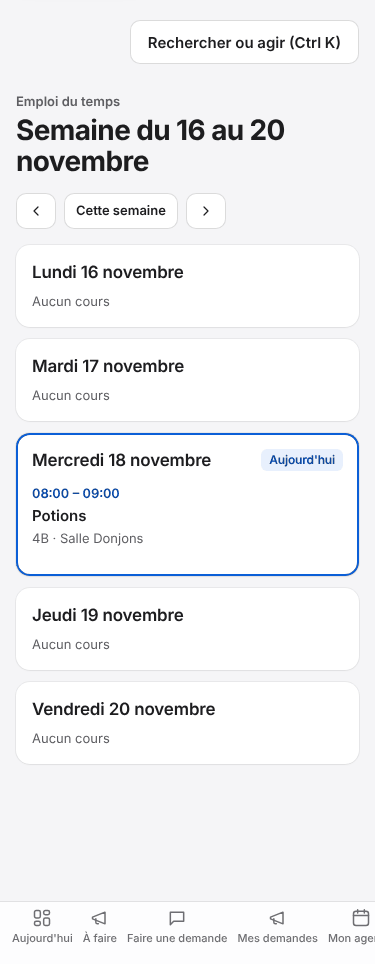 Rechercher ou agir (Ctrl K)
Emploi du temps
Semaine du 16 au 20
novembre
Cette semaine
Lundi 16 novembre
Aucun cours
Mardi 17 novembre
Aucun cours
Mercredi 18 novembre
Aujourd'hui
08:00 – 09:00
Potions
4B · Salle Donjons
Jeudi 19 novembre
Aucun cours
Vendredi 20 novembre
Aucun cours
Aujourd'hui À faire Faire une demande Mes demandes Mon age